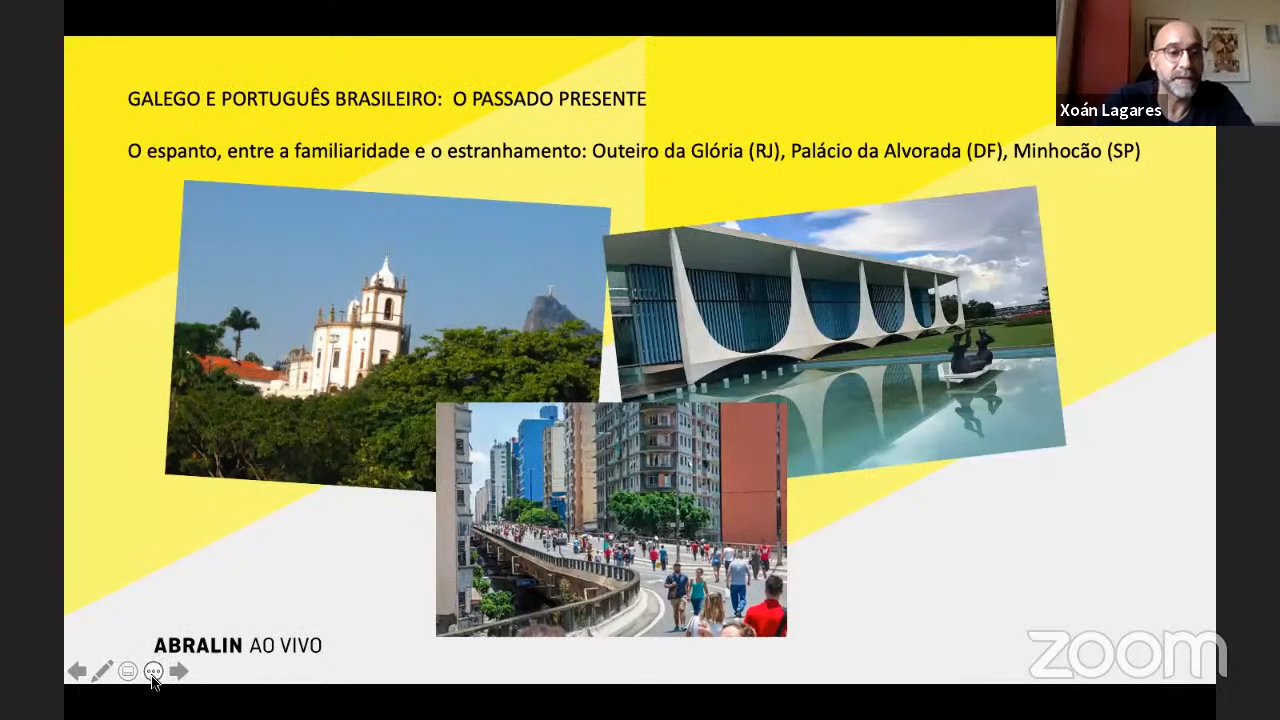 GALEGO E PORTUGUÊS BRASILEIRO: O PASSADO PRESENTE
O espanto, entre a familiaridade e o estranhamento: Outeiro da Glória (RJ), Palácio da Alvorada (DF), Minhocão (SP)
Xoán Lagares
ABRALIN AO VIVO
zoom